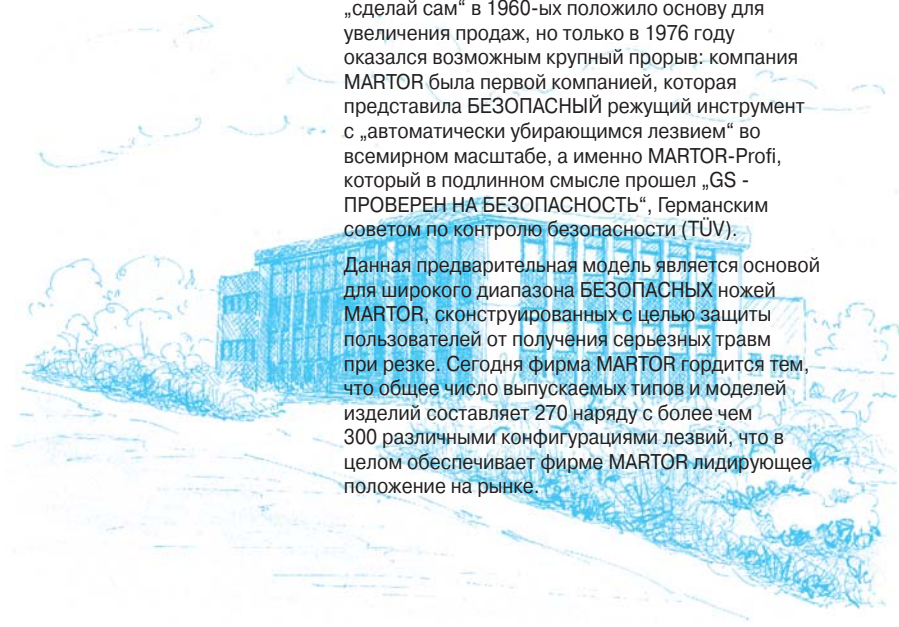 „сделай сам“ в 1960-ых положило основу для
увеличения продаж, но только в 1976 году
оказался возможным крупный прорыв: компания
MARTOR была первой компанией, которая
представила БЕЗОПАСНЫЙ режущий инструмент
с „автоматически убирающимся лезвием“ во
всемирном масштабе, а именно MARTOR-Profi,
который в подлинном смысле прошел „GS -
ПРОВЕРЕН НА БЕЗОПАСНОСТЬ“, Германским
советом по контролю безопасности (TÜV).
Данная предварительная модель является основой
для широкого диапазона БЕЗОПАСНЫХ ножей
MARTOR, сконструированных с целью защиты
пользователей от получения серьезных травм
при резке. Сегодня фирма MARTOR гордится тем,
что общее число выпускаемых типов и моделей
изделий составляет 270 наряду с более чем
300 различными конфигурациями лезвий, что в
целом обеспечивает фирме MARTOR лидирующее
положение на рынке.